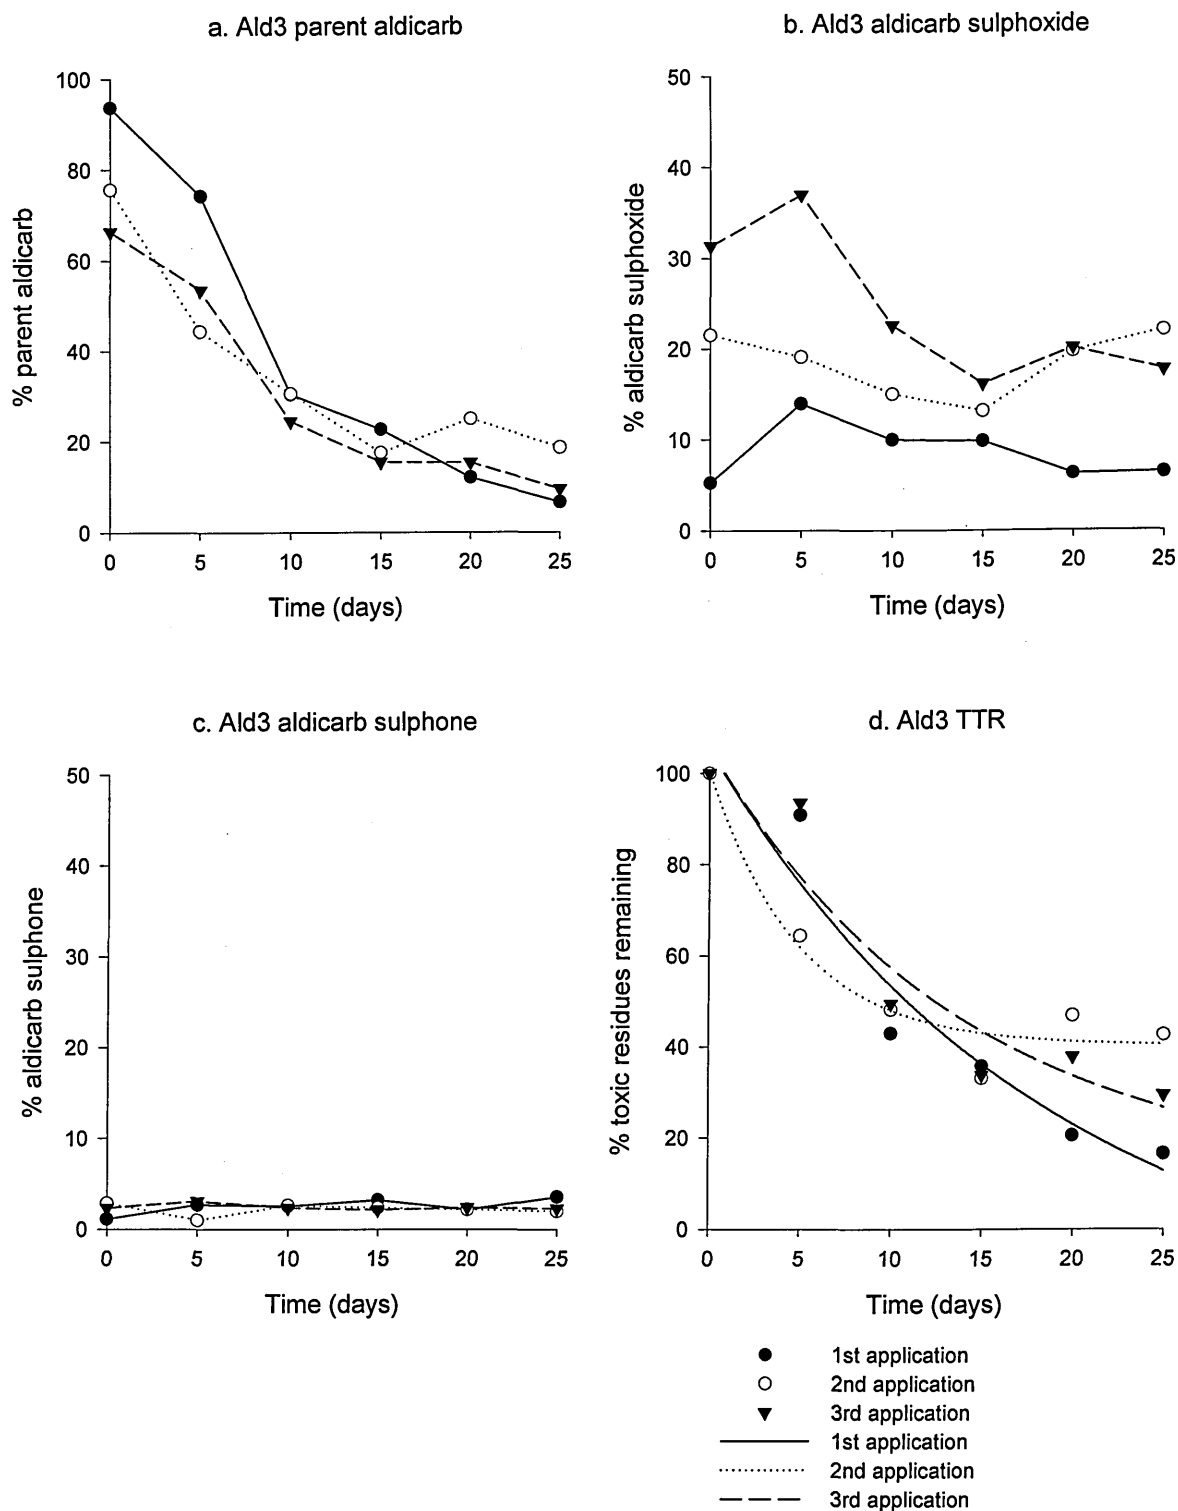 a. Ald3 parent aldicarb
100
80
60
40
20
0
% parent aldicarb
0 5 10 15 20 25
Time (days)
b. Ald3 aldicarb sulphoxide
50
40
30
20
10
0
% aldicarb sulphoxide
0 5 10 15 20 25
Time (days)
c. Ald3 aldicarb sulphone
50
40
30
20
10
0
% aldicarb sulphone
0 5 10 15 20 25
Time (days)
d. Ald3 TTR
100
80
60
40
20
0
% toxic residues remaining
0 5 10 15 20 25
Time (days)
1st application
2nd application
3rd application
1st application
2nd application
3rd application